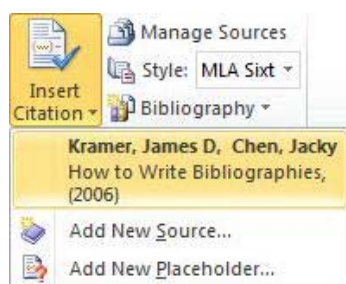 Manage Sources
Style: MLA Sixt
Insert
Citation
Bibliography
Kramer, James D, Chen, Jacky
How to Write Bibliographies,
(2006)
Add New Source...
Add New Placeholder...